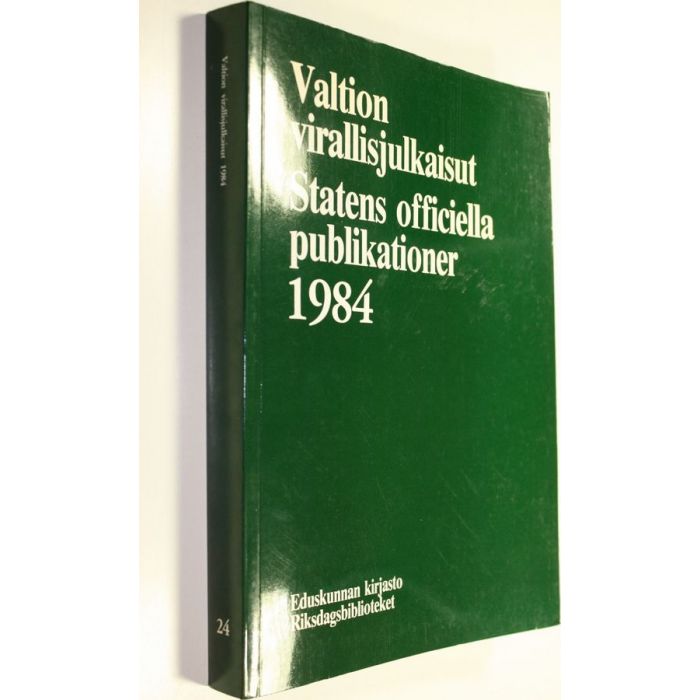 Valtion
virallisjulkaisut
Statens officiella
publikationer
1984
Eduskunnan kirjasto
Riksdagsbiblioteket
Valtion virallisjulkaisut 1984
24